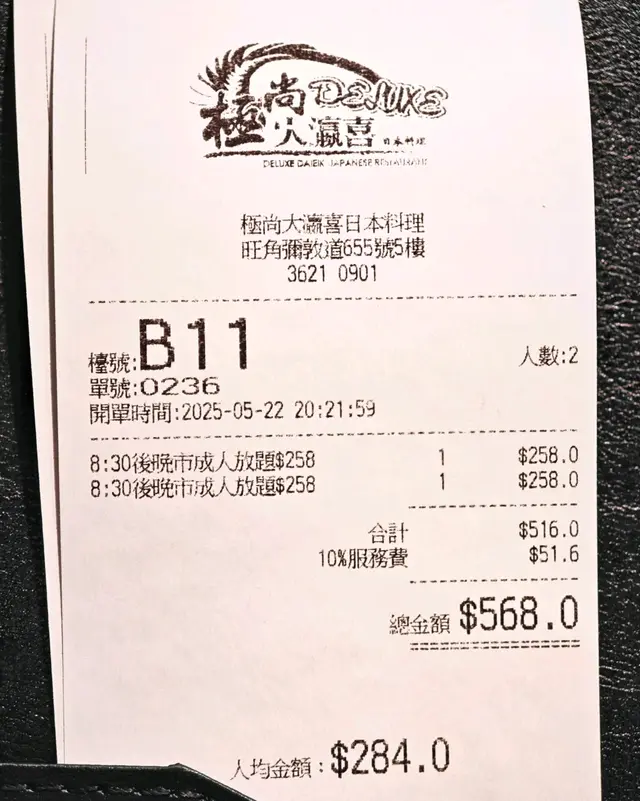 極尚 DELUXE
大瀛喜 日本料理
DELUXE DAIEIK JAPANESE RESTAURANT
極尚大瀛喜日本料理
旺角彌敦道655號5樓
3621 0901
檯號:B11 人數:2
單號:0236
開單時間:2025-05-22 20:21:59
8:30後晚市成人放題$258 1 $258.0
8:30後晚市成人放題$258 1 $258.0
合計 $516.0
10%服務費 $51.6
總金額 $568.0
人均金額:$284.0